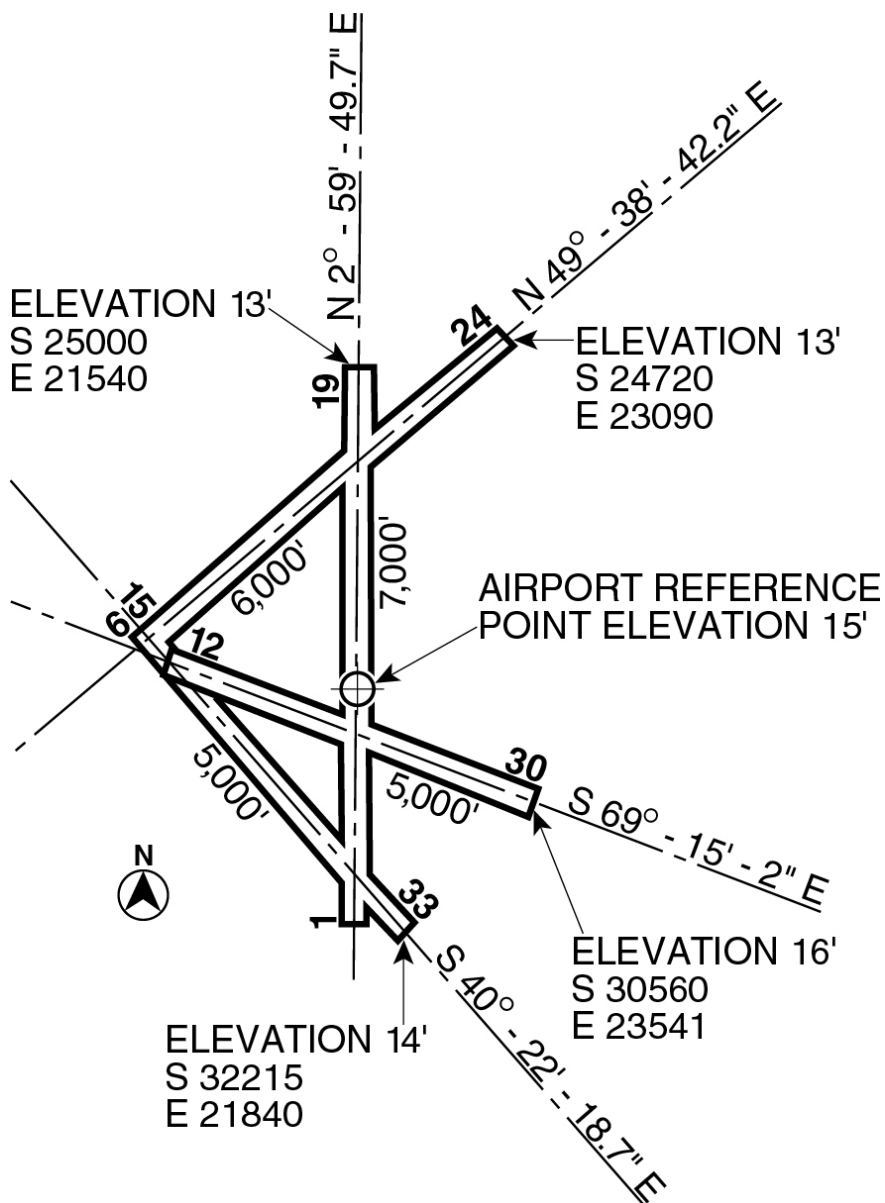 N 2° - 59' - 49.7" E
N 49° - 38' - 42.2" E
ELEVATION 13'
S 25000
E 21540
19
24
ELEVATION 13'
S 24720
E 23090
6,000'
7,000'
AIRPORT REFERENCE
POINT ELEVATION 15'
15
6
12
30
5,000'
5,000'
S 69° - 15' - 2" E
N
1
33
ELEVATION 16'
S 30560
E 23541
ELEVATION 14'
S 32215
E 21840
S 40° - 22' - 18.7" E